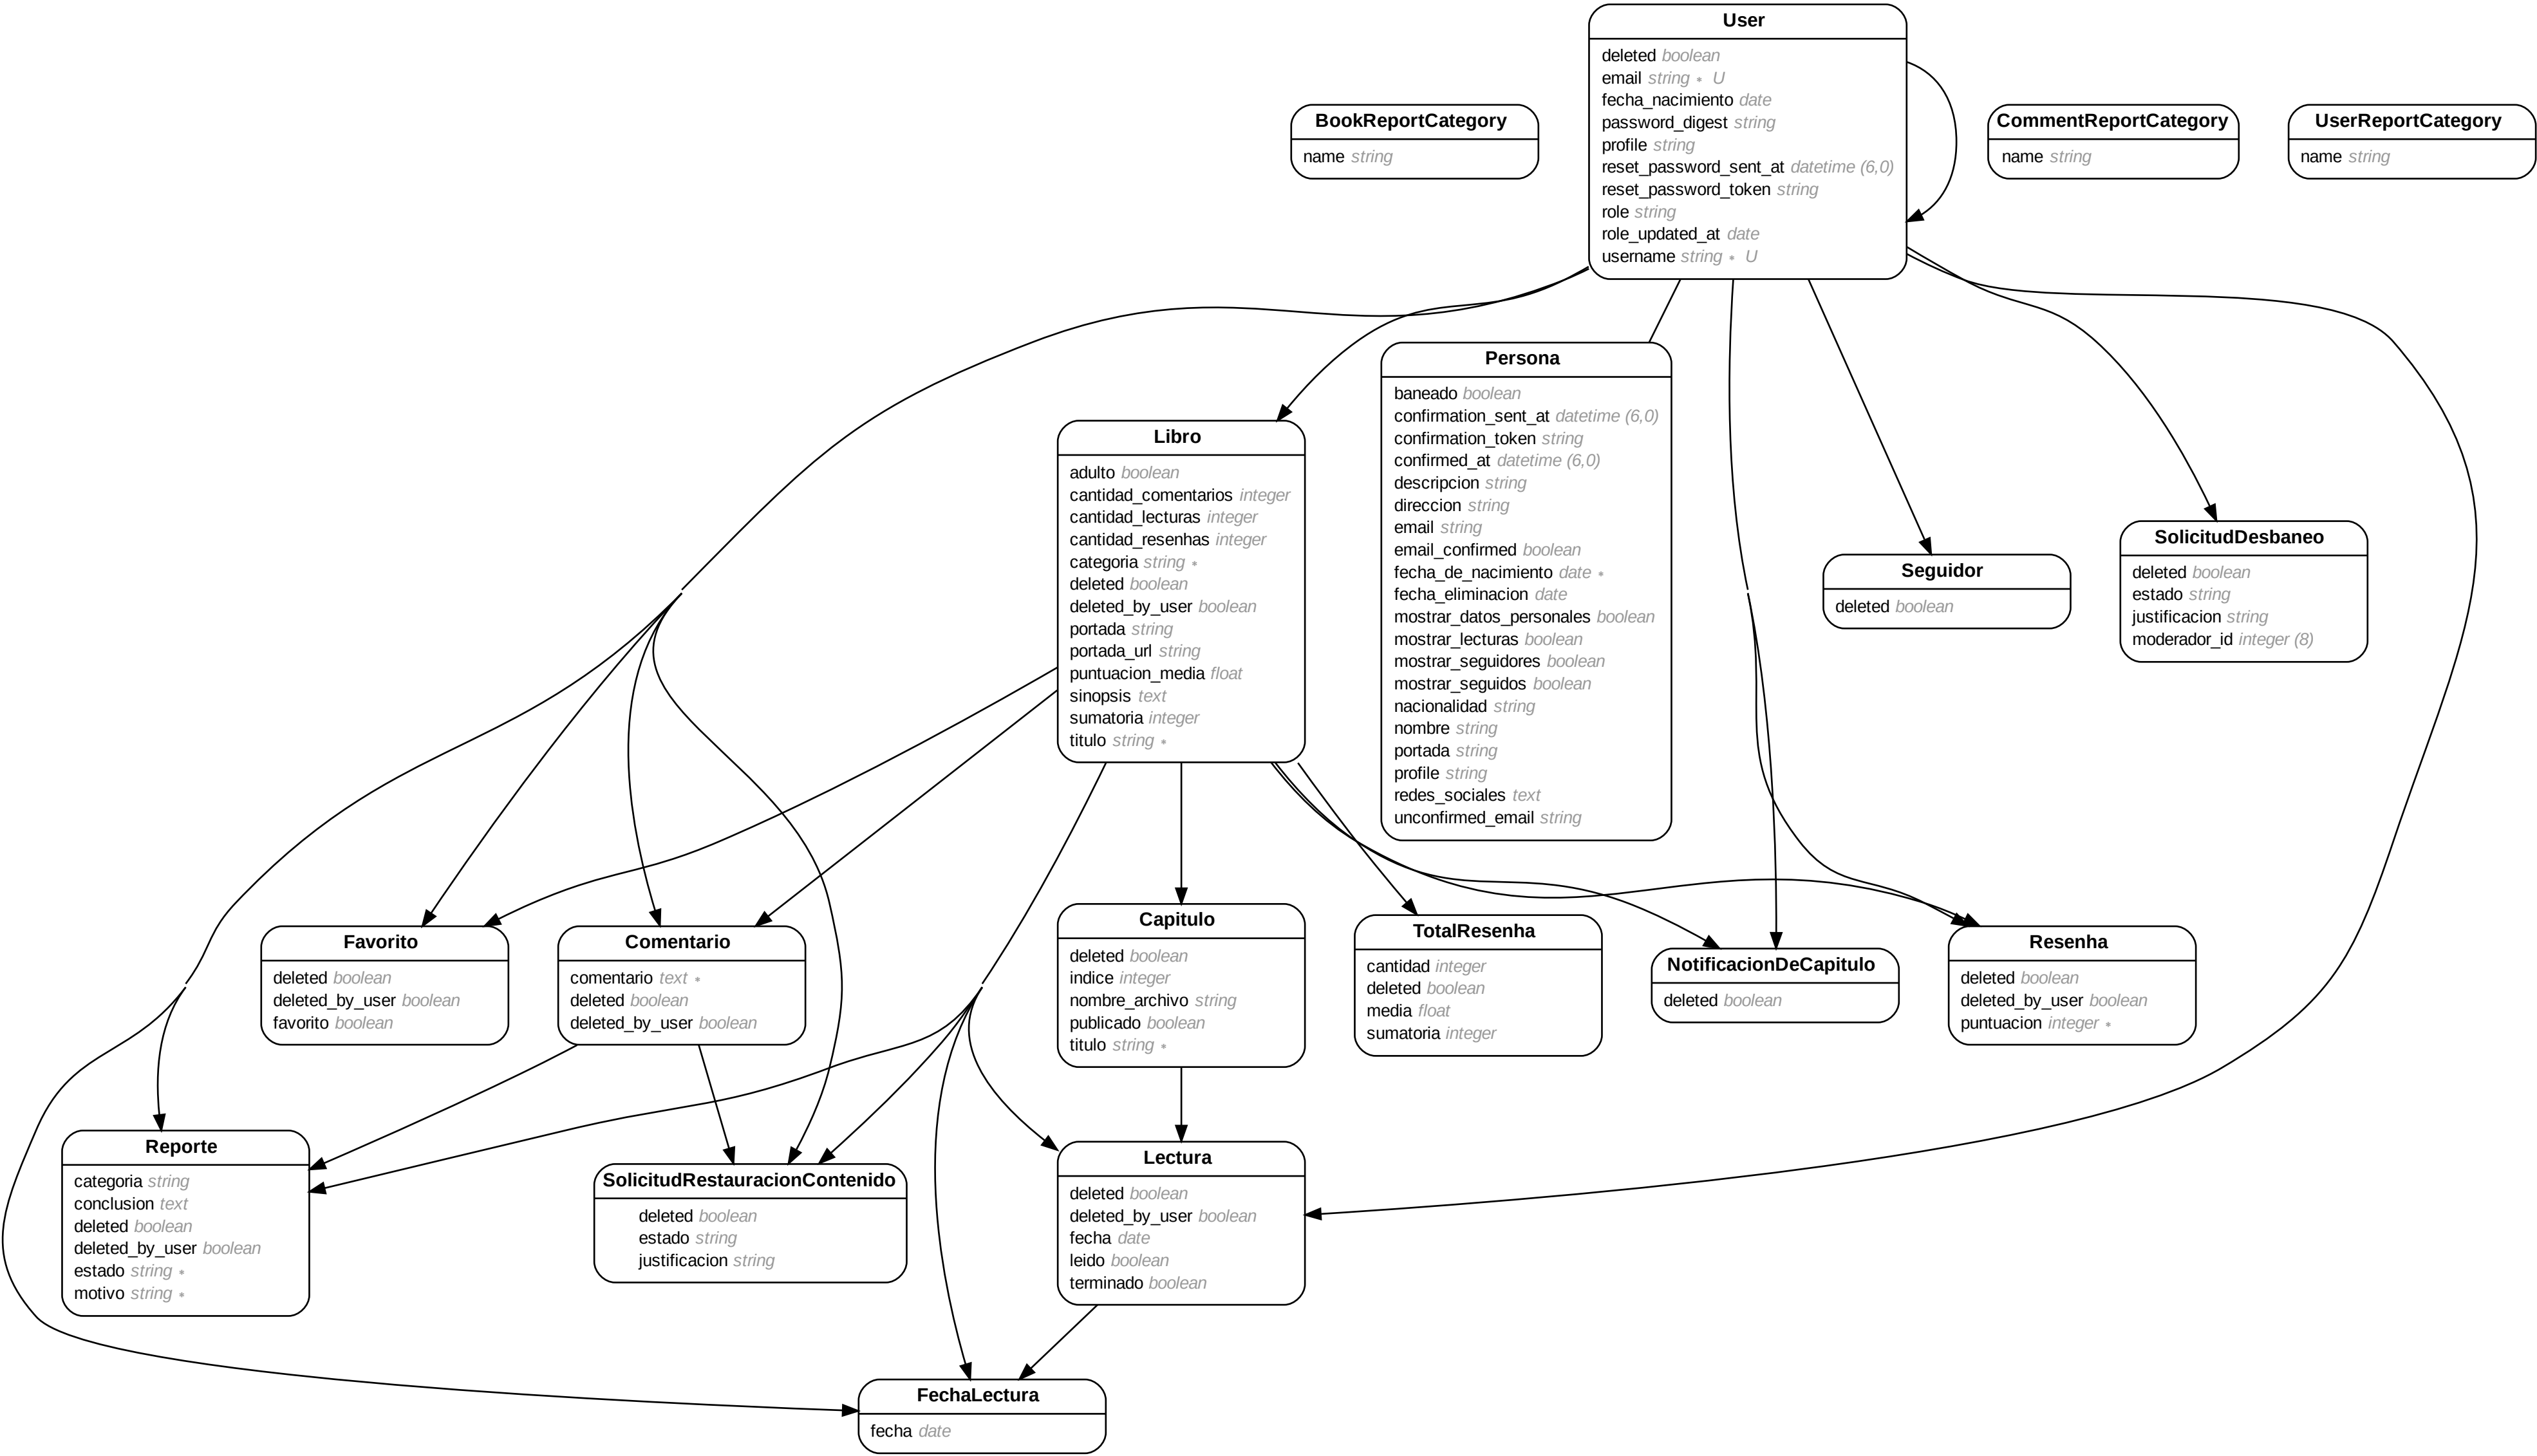 User
deleted boolean
email string * U
fecha_nacimiento date
password_digest string
profile string
reset_password_sent_at datetime (6,0)
reset_password_token string
role string
role_updated_at date
username string * U
BookReportCategory
name string
CommentReportCategory
name string
UserReportCategory
name string
Persona
baneado boolean
confirmation_sent_at datetime (6,0)
confirmation_token string
confirmed_at datetime (6,0)
descripcion string
direccion string
email string
email_confirmed boolean
fecha_de_nacimiento date *
fecha_eliminacion date
mostrar_datos_personales boolean
mostrar_lecturas boolean
mostrar_seguidores boolean
mostrar_seguidos boolean
nacionalidad string
nombre string
portada string
profile string
redes_sociales text
unconfirmed_email string
Libro
adulto boolean
cantidad_comentarios integer
cantidad_lecturas integer
cantidad_resenhas integer
categoria string *
deleted boolean
deleted_by_user boolean
portada string
portada_url string
puntuacion_media float
sinopsis text
sumatoria integer
titulo string *
Seguidor
deleted boolean
SolicitudDesbaneo
deleted boolean
estado string
justificacion string
moderador_id integer (8)
Favorito
deleted boolean
deleted_by_user boolean
favorito boolean
Comentario
comentario text *
deleted boolean
deleted_by_user boolean
Capitulo
deleted boolean
indice integer
nombre_archivo string
publicado boolean
titulo string *
TotalResenha
cantidad integer
deleted boolean
media float
sumatoria integer
NotificacionDeCapitulo
deleted boolean
Resenha
deleted boolean
deleted_by_user boolean
puntuacion integer *
Reporte
categoria string
conclusion text
deleted boolean
deleted_by_user boolean
estado string *
motivo string *
SolicitudRestauracionContenido
deleted boolean
estado string
justificacion string
Lectura
deleted boolean
deleted_by_user boolean
fecha date
leido boolean
terminado boolean
FechaLectura
fecha date